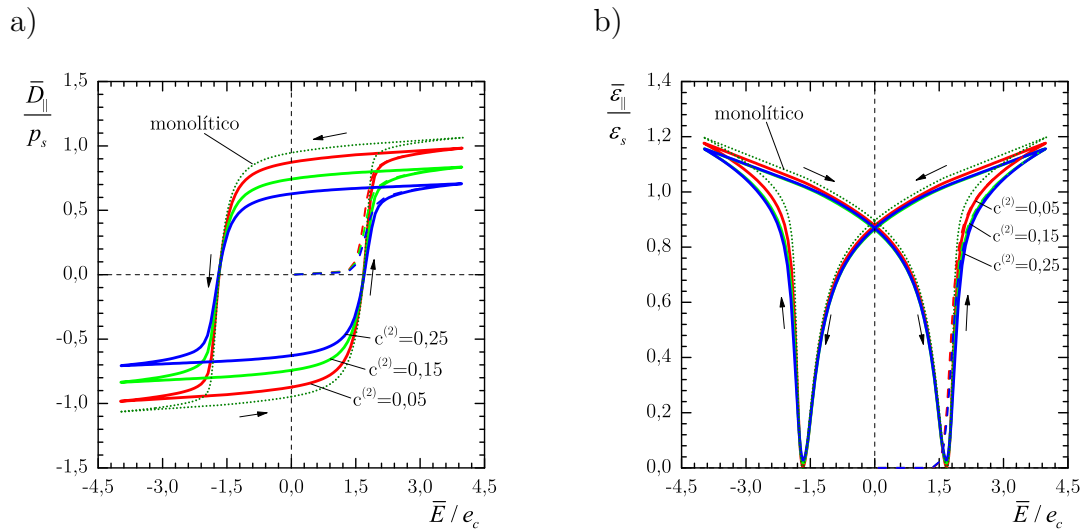 a)
D̅∥
pₛ
1,5
1,0
0,5
0,0
-0,5
-1,0
-1,5
monolítico
c⁽²⁾=0,25
c⁽²⁾=0,15
c⁽²⁾=0,05
-4,5 -3,0 -1,5 0,0 1,5 3,0 4,5
E̅ / e_c
b)
ε̅∥
εₛ
1,4
1,2
1,0
0,8
0,6
0,4
0,2
0,0
monolítico
c⁽²⁾=0,05
c⁽²⁾=0,15
c⁽²⁾=0,25
-4,5 -3,0 -1,5 0,0 1,5 3,0 4,5
E̅ / e_c